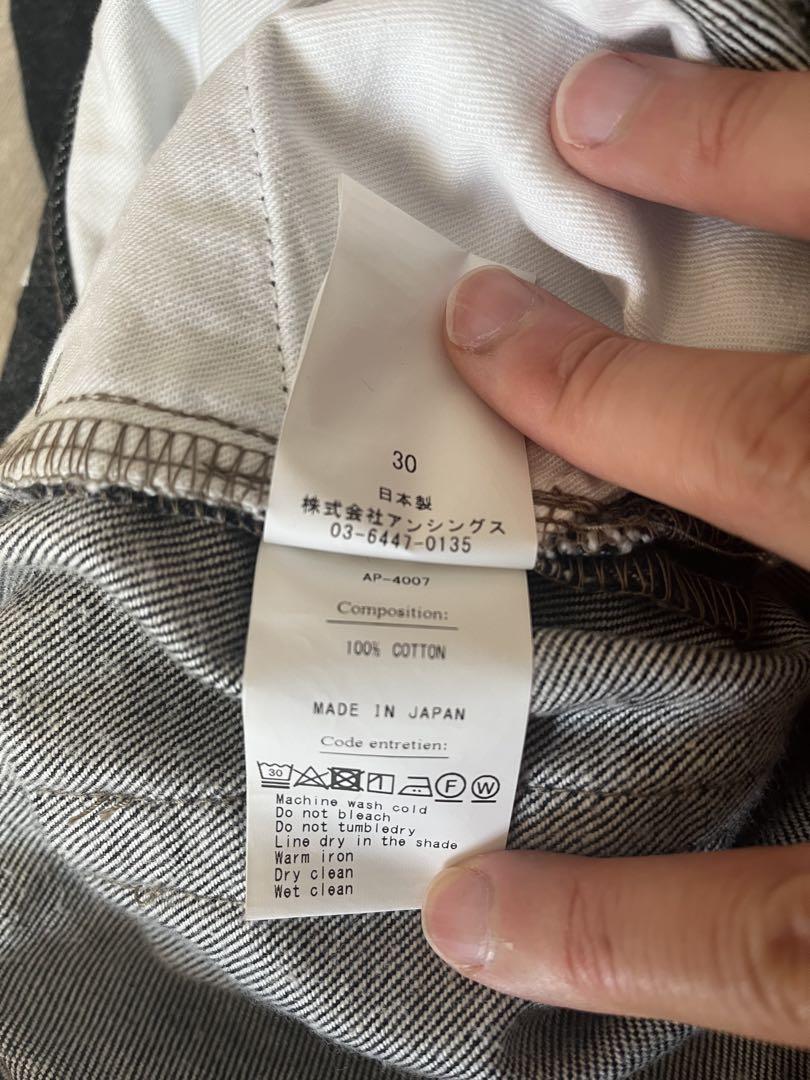 30
日本製
株式会社アンシングス
03-6447-0135
AP-4007
Composition:
100% COTTON
MADE IN JAPAN
Code entretien:
30 F W
Machine wash cold
Do not bleach
Do not tumbledry
Line dry in the shade
Warm iron
Dry clean
Wet clean